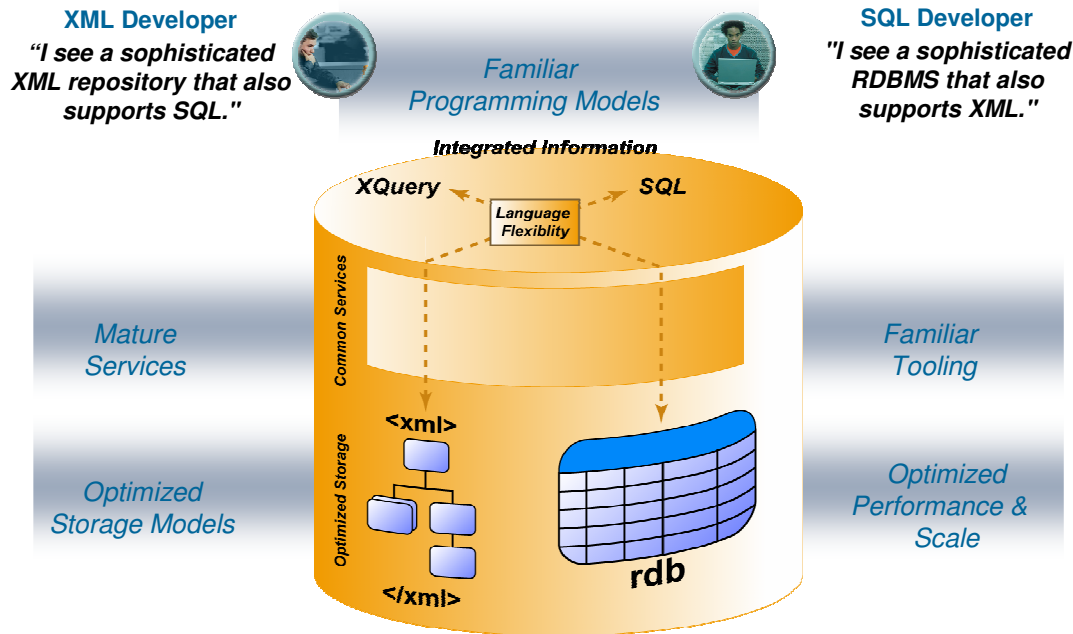 XML Developer
“I see a sophisticated
XML repository that also
supports SQL."
SQL Developer
"I see a sophisticated
RDBMS that also
supports XML."
Familiar
Programming Models
Integrated Information
XQuery
SQL
Language
Flexiblity
Common Services
Mature
Services
Familiar
Tooling
Optimized Storage
<xml>
</xml>
rdb
Optimized
Storage Models
Optimized
Performance &
Scale